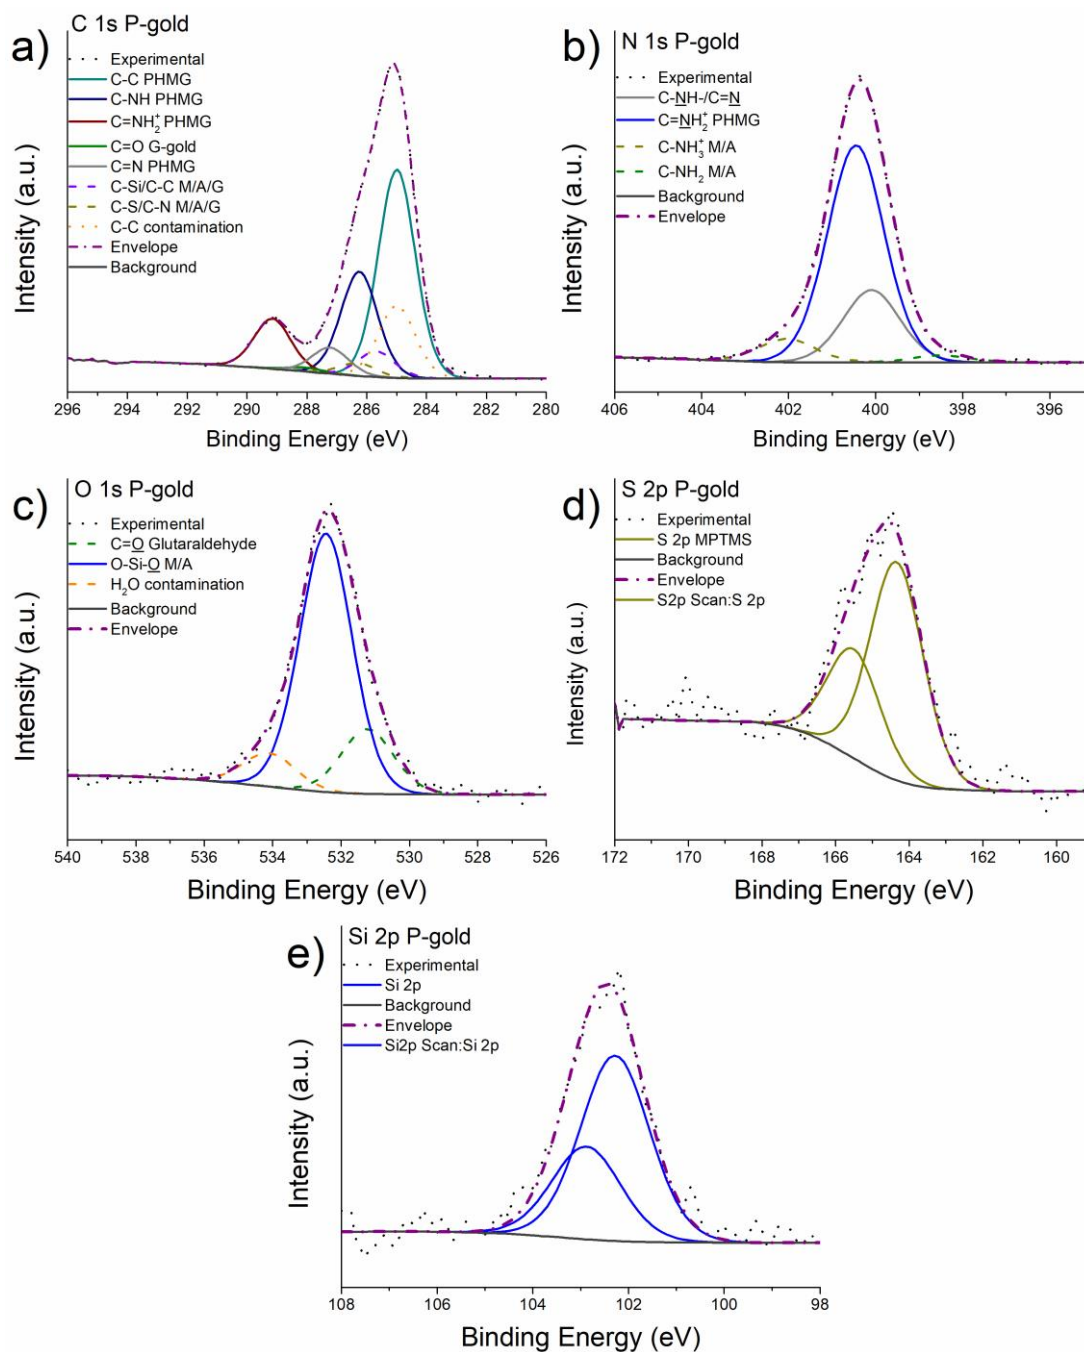 a)
C 1s P-gold
Experimental
C-C PHMG
C-NH PHMG
C=NH₂⁺ PHMG
C=O G-gold
C=N PHMG
C-Si/C-C M/A/G
C-S/C-N M/A/G
C-C contamination
Envelope
Background
Intensity (a.u.)
296 294 292 290 288 286 284 282 280
Binding Energy (eV)
b)
N 1s P-gold
Experimental
C-NH-/C=N
C=NH₂⁺ PHMG
C-NH₃⁺ M/A
C-NH₂ M/A
Background
Envelope
Intensity (a.u.)
406 404 402 400 398 396
Binding Energy (eV)
c)
O 1s P-gold
Experimental
C=O Glutaraldehyde
O-Si-O M/A
H₂O contamination
Background
Envelope
Intensity (a.u.)
540 538 536 534 532 530 528 526
Binding Energy (eV)
d)
S 2p P-gold
Experimental
S 2p MPTMS
Background
Envelope
S2p Scan:S 2p
Intensity (a.u.)
172 170 168 166 164 162 160
Binding Energy (eV)
e)
Si 2p P-gold
Experimental
Si 2p
Background
Envelope
Si2p Scan:Si 2p
Intensity (a.u.)
108 106 104 102 100 98
Binding Energy (eV)